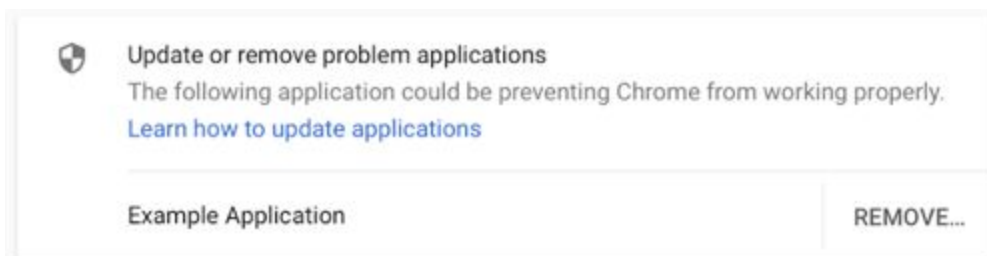 Update or remove problem applications
The following application could be preventing Chrome from working properly.
Learn how to update applications
Example Application
REMOVE...